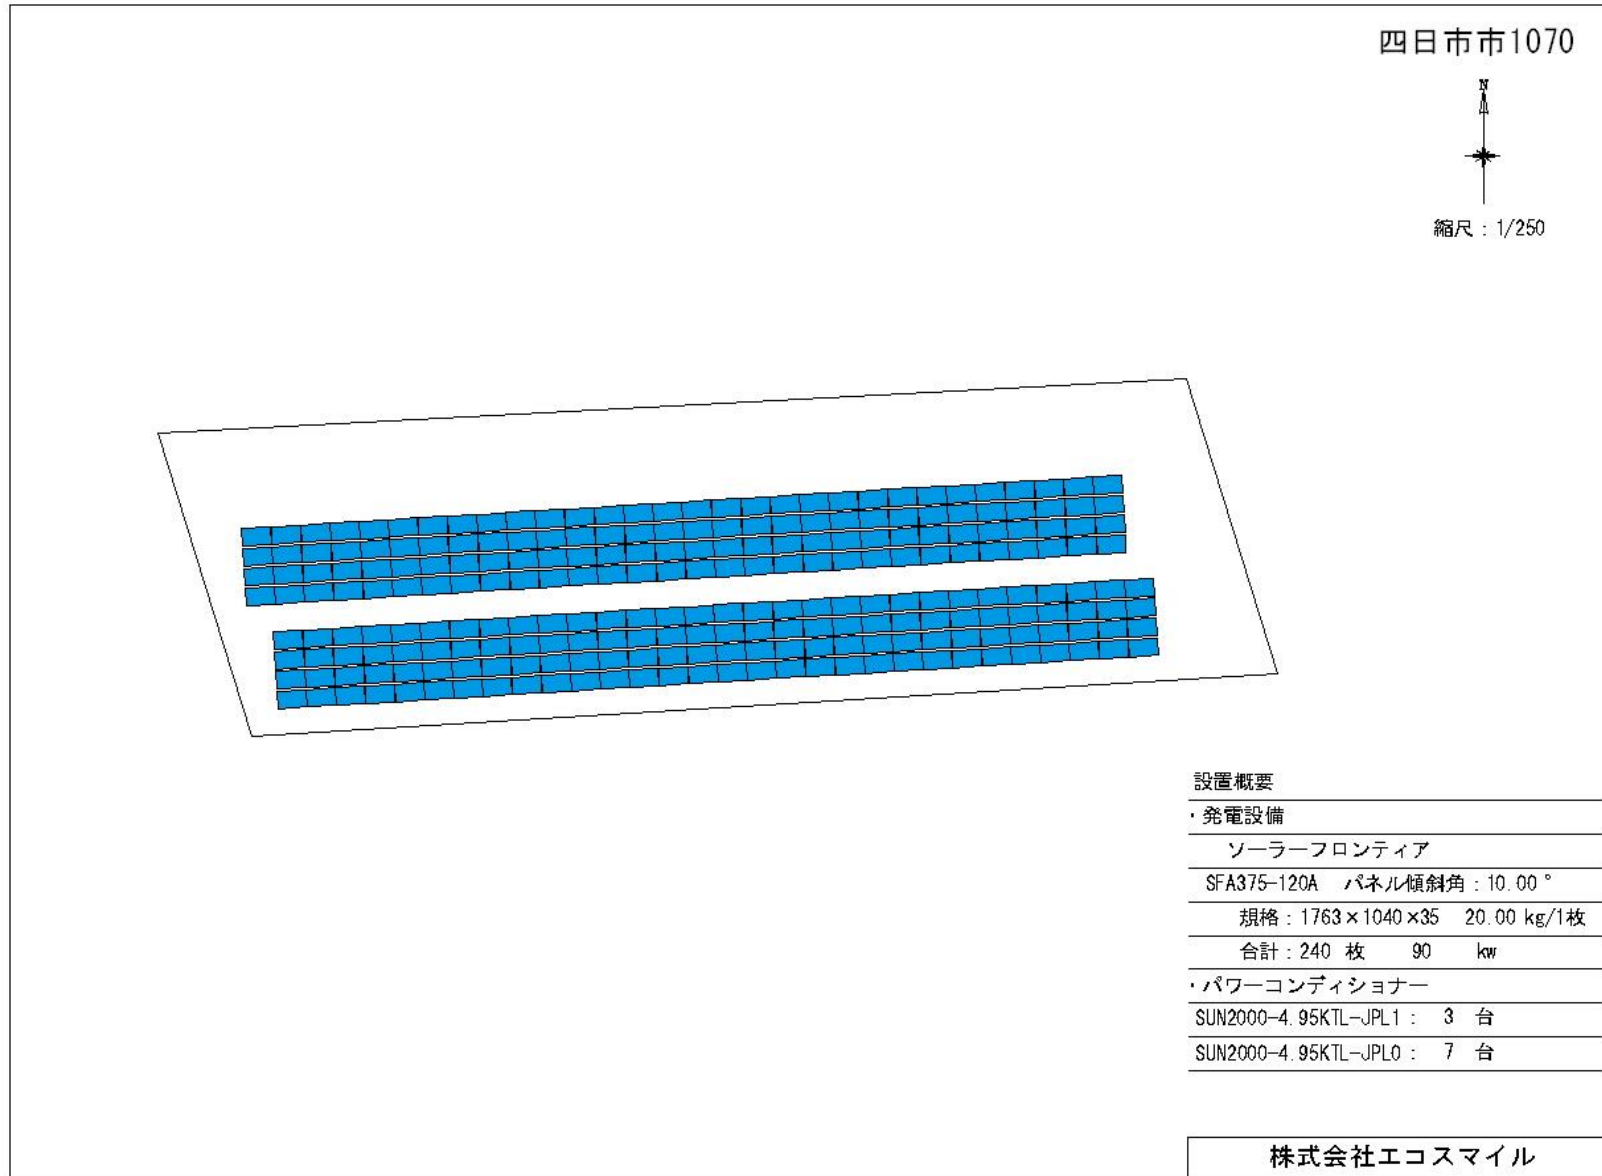 四日市市1070
N
縮尺：1/250
設置概要
・発電設備
ソーラーフロンティア
SFA375-120A パネル傾斜角：10.00°
規格：1763×1040×35 20.00 kg/1枚
合計：240 枚 90 kw
・パワーコンディショナー
SUN2000-4.95KTL-JPL1： 3 台
SUN2000-4.95KTL-JPL0： 7 台
株式会社エコスマイル